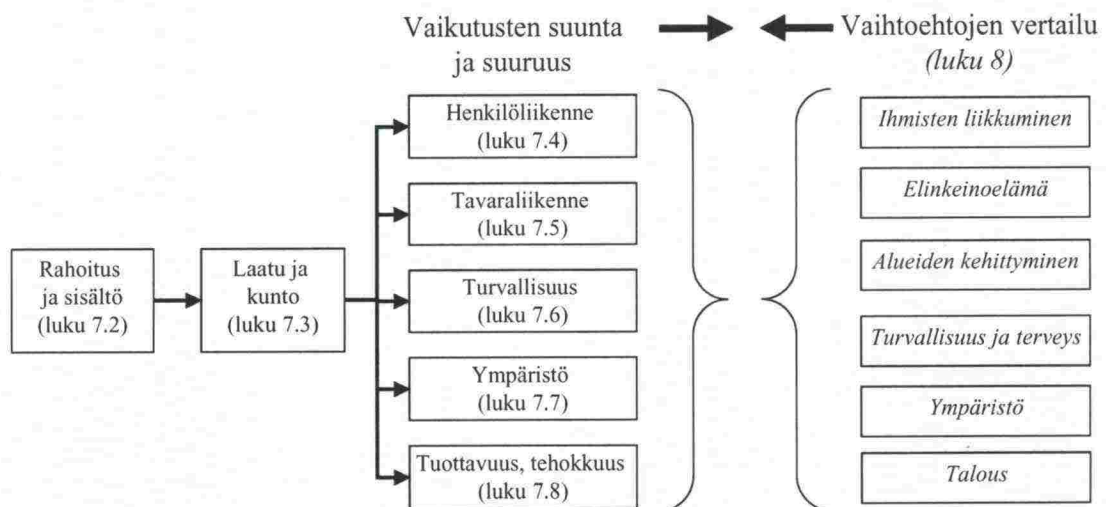 Vaikutusten suunta
ja suuruus
Vaihtoehtojen vertailu
(luku 8)
Rahoitus
ja sisältö
(luku 7.2)
Laatu ja
kunto
(luku 7.3)
Henkilöliikenne
(luku 7.4)
Tavaraliikenne
(luku 7.5)
Turvallisuus
(luku 7.6)
Ympäristö
(luku 7.7)
Tuottavuus, tehokkuus
(luku 7.8)
Ihmisten liikkuminen
Elinkeinoelämä
Alueiden kehittyminen
Turvallisuus ja terveys
Ympäristö
Talous